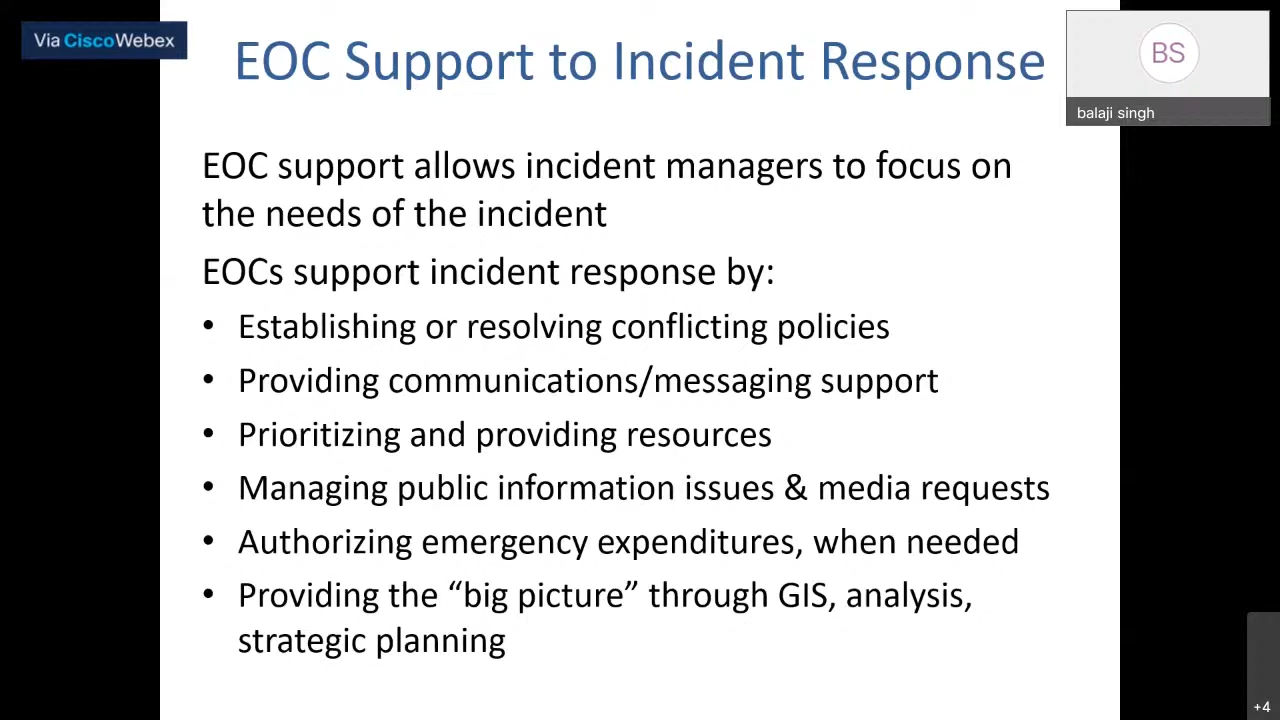 Via CiscoWebex
EOC Support to Incident Response
BS
balaji singh
EOC support allows incident managers to focus on
the needs of the incident
EOCs support incident response by:
• Establishing or resolving conflicting policies
• Providing communications/messaging support
• Prioritizing and providing resources
• Managing public information issues & media requests
• Authorizing emergency expenditures, when needed
• Providing the “big picture” through GIS, analysis,
strategic planning
+4